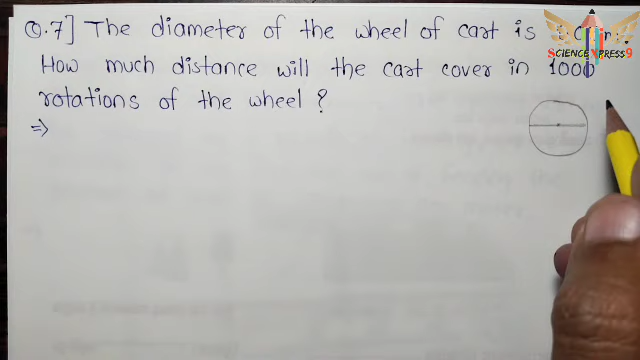 Q.7] The diameter of the wheel of cart is
How much distance will the cart cover in 1000
rotations of the wheel ?
⇒
SCIENCE XPRESS9